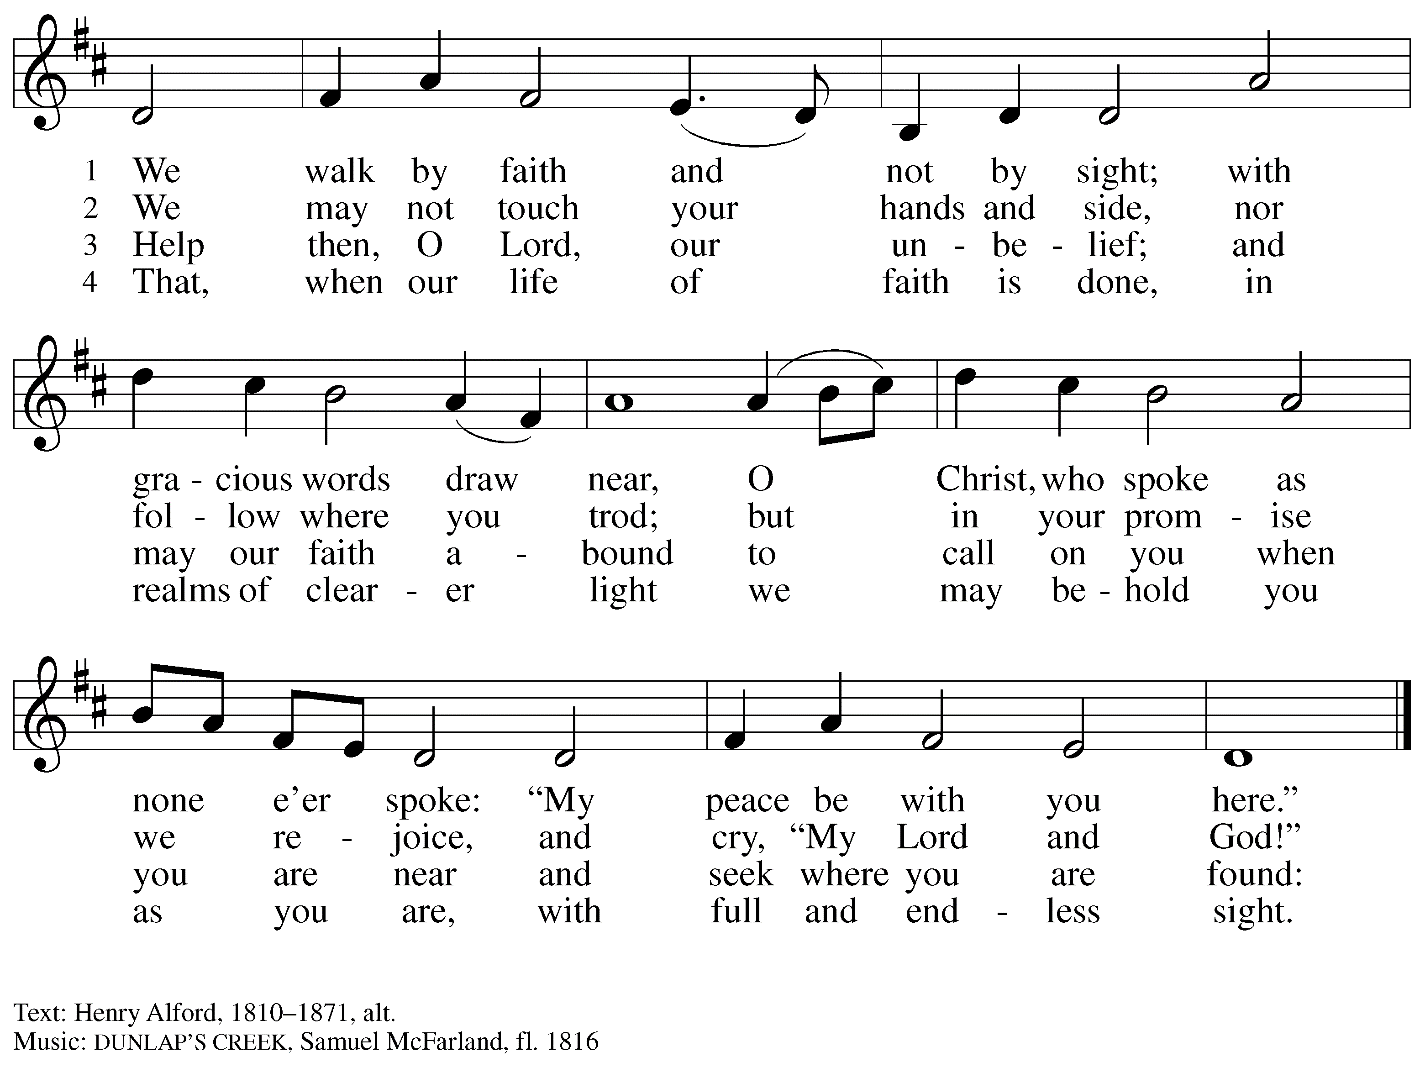 1 We walk by faith and not by sight; with
2 We may not touch your hands and side, nor
3 Help then, O Lord, our un - be - lief; and
4 That, when our life of faith is done, in
gra - cious words draw near, O Christ, who spoke as
fol - low where you trod; but in your prom - ise
may our faith a - bound to call on you when
realms of clear - er light we may be - hold you
none e’er spoke: “My peace be with you here.”
we re - joice, and cry, “My Lord and God!”
you are near and seek where you are found:
as you are, with full and end - less sight.
Text: Henry Alford, 1810–1871, alt.
Music: DUNLAP’S CREEK, Samuel McFarland, fl. 1816